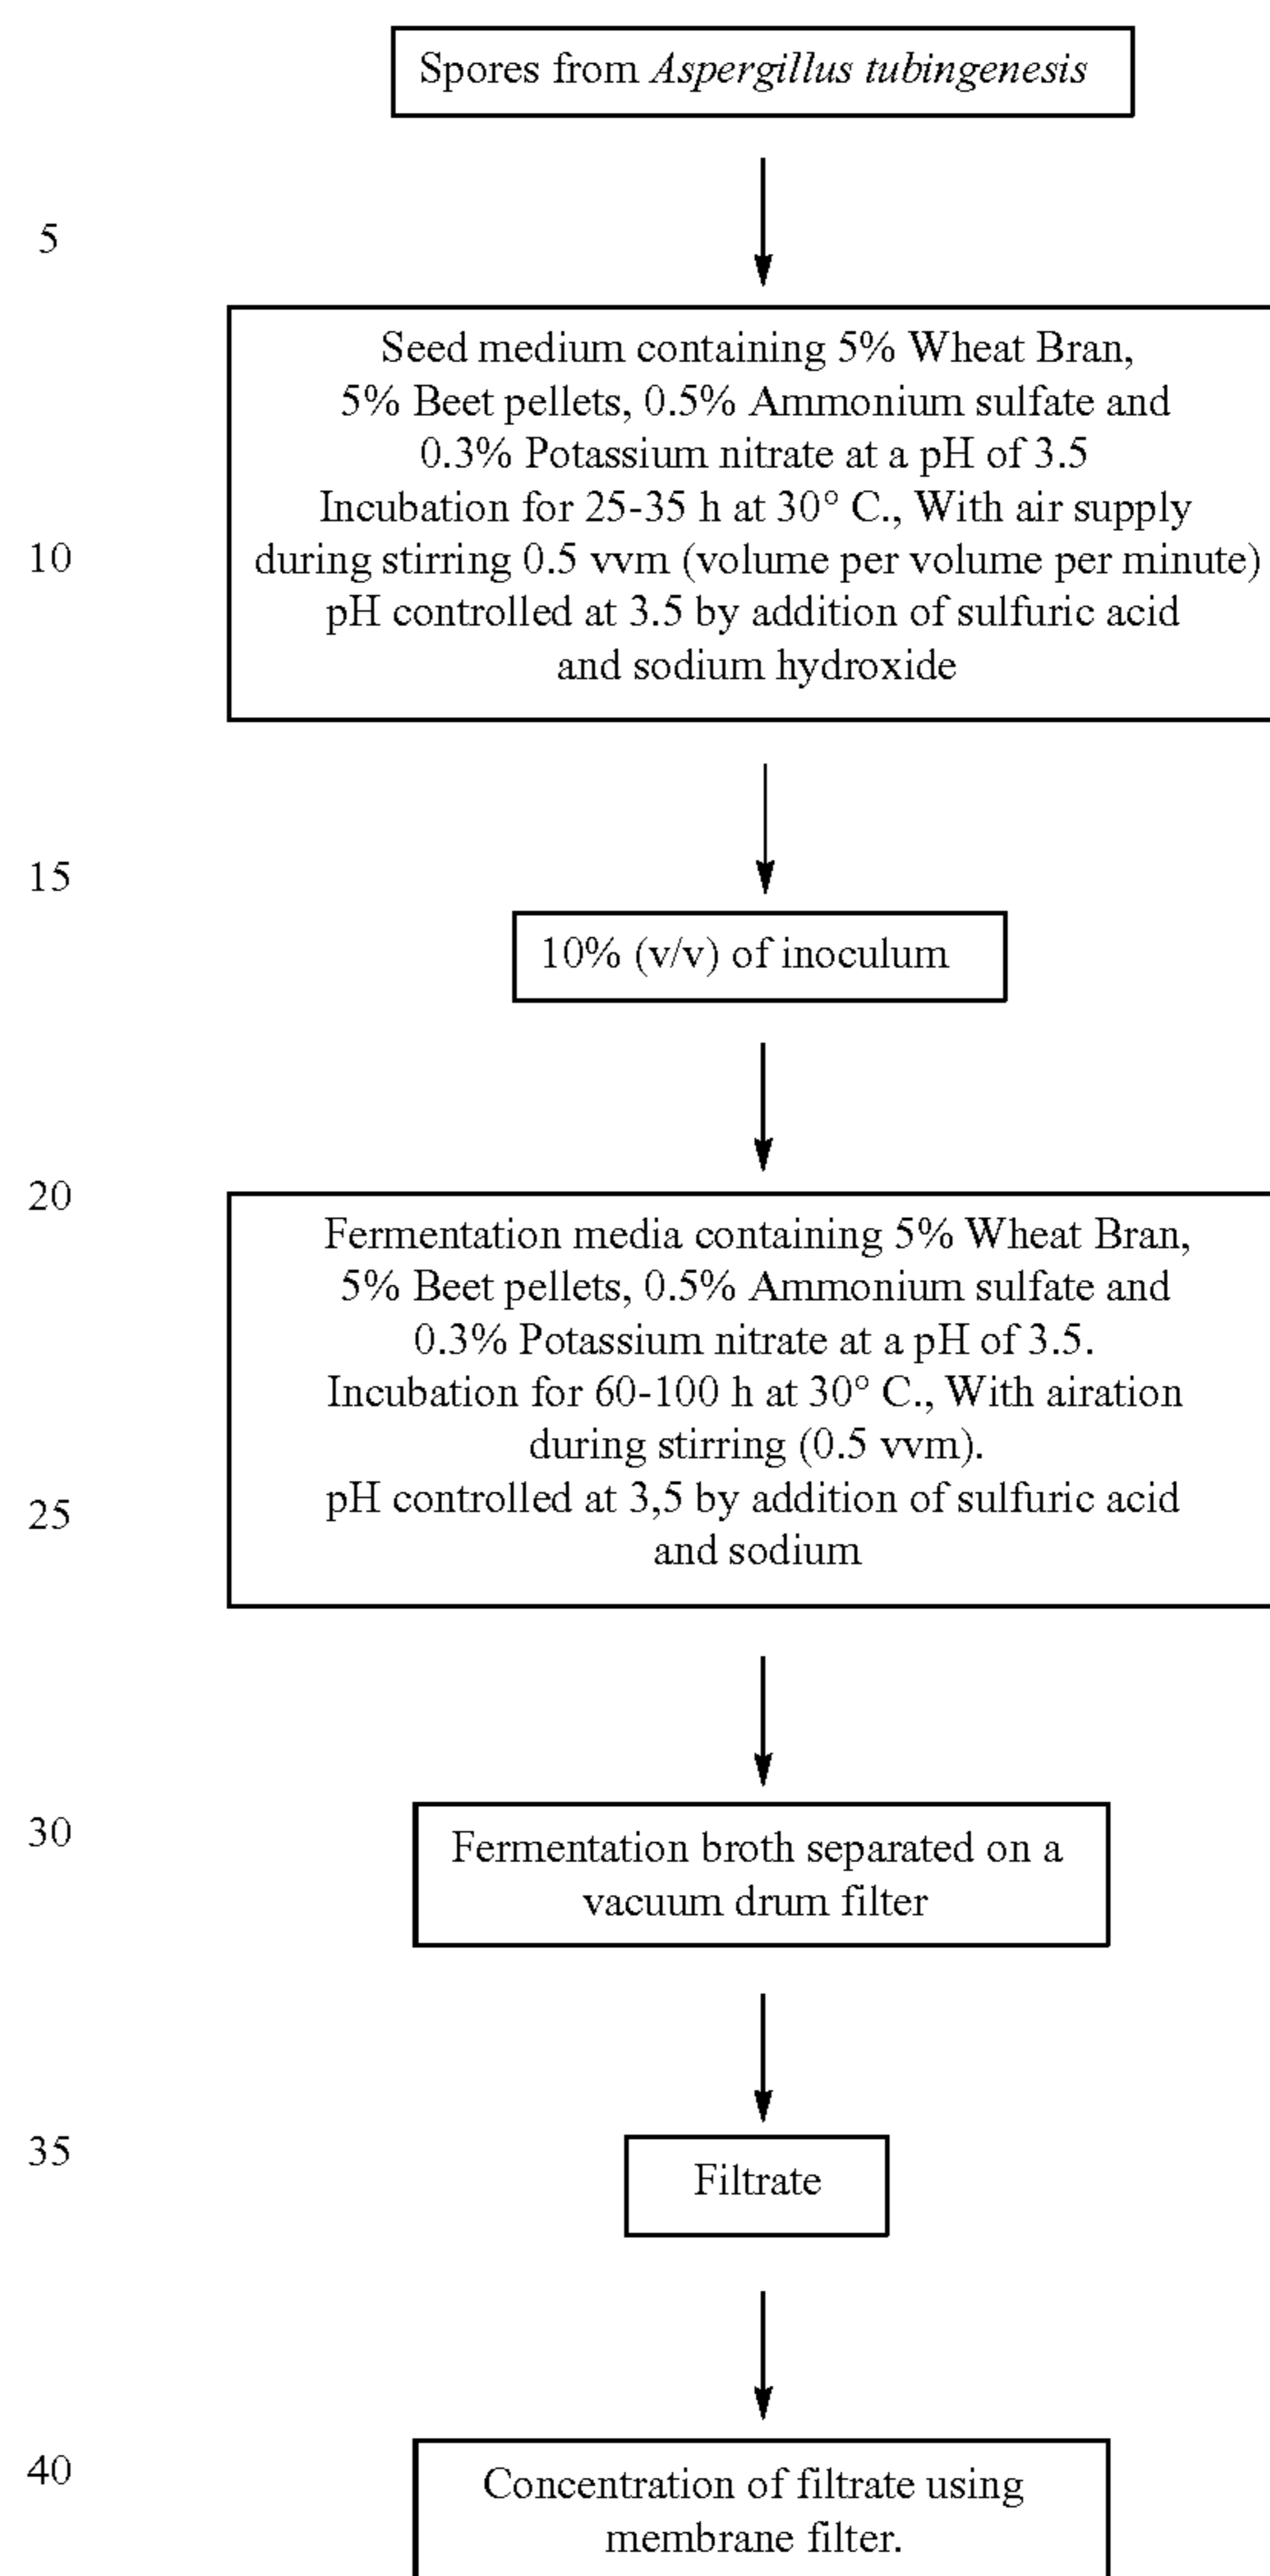 Spores from Aspergillus tubingenesis
5
Seed medium containing 5% Wheat Bran,
5% Beet pellets, 0.5% Ammonium sulfate and
0.3% Potassium nitrate at a pH of 3.5
Incubation for 25-35 h at 30° C., With air supply
10
during stirring 0.5 vvm (volume per volume per minute)
pH controlled at 3.5 by addition of sulfuric acid
and sodium hydroxide
15
10% (v/v) of inoculum
20
Fermentation media containing 5% Wheat Bran,
5% Beet pellets, 0.5% Ammonium sulfate and
0.3% Potassium nitrate at a pH of 3.5.
Incubation for 60-100 h at 30° C., With airation
during stirring (0.5 vvm).
25
pH controlled at 3,5 by addition of sulfuric acid
and sodium
30
Fermentation broth separated on a
vacuum drum filter
35
Filtrate
40
Concentration of filtrate using
membrane filter.